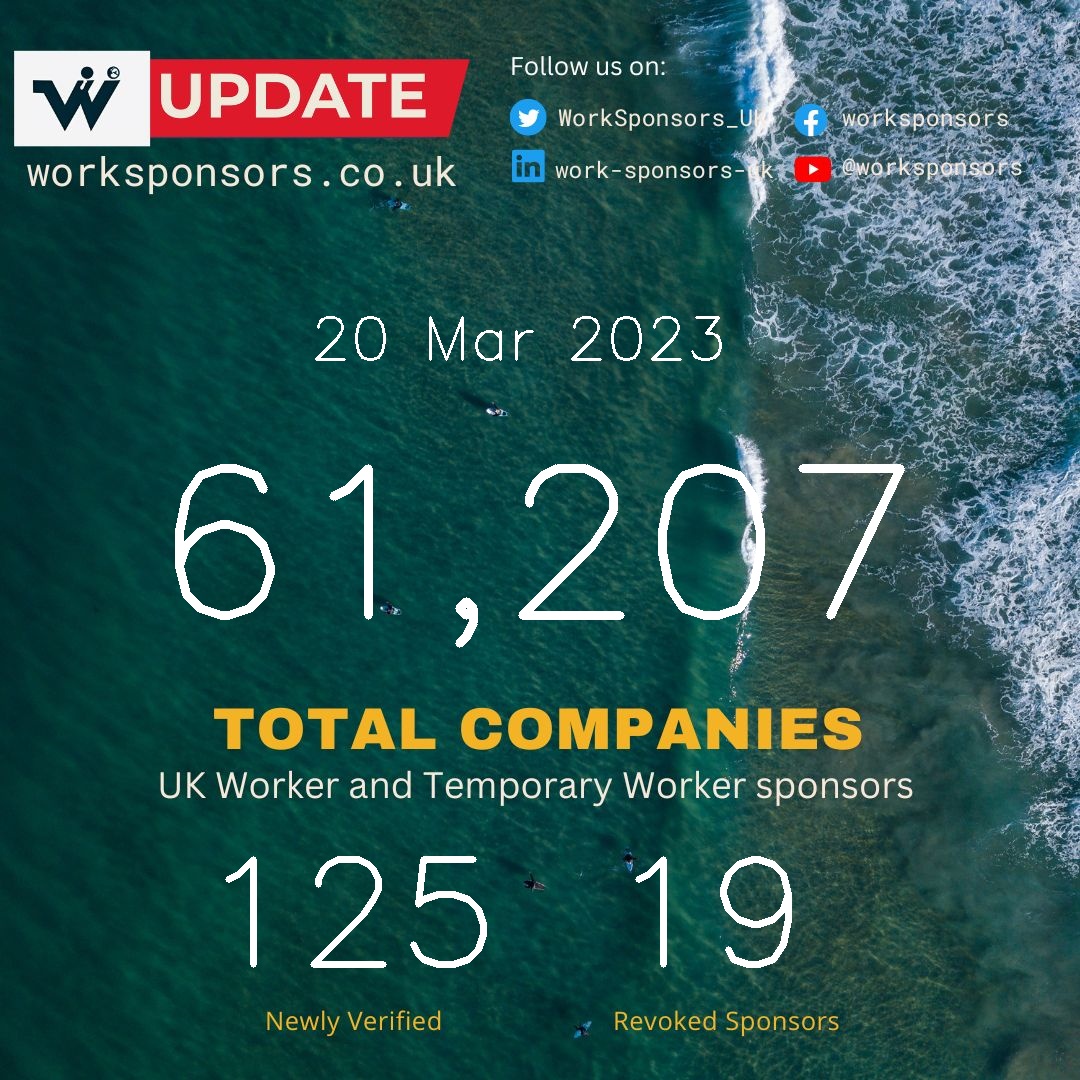 UPDATE
worksponsors.co.uk
Follow us on:
WorkSponsors_UK
worksponsors
work-sponsors-uk
@worksponsors
20 Mar 2023
61,207
TOTAL COMPANIES
UK Worker and Temporary Worker sponsors
125 19
Newly Verified Revoked Sponsors